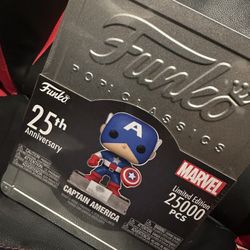 Funko
POP! CLASSICS
Funko
25th
Anniversary
CAPTAIN AMERICA
MARVEL
Limited Edition
25000
PCS